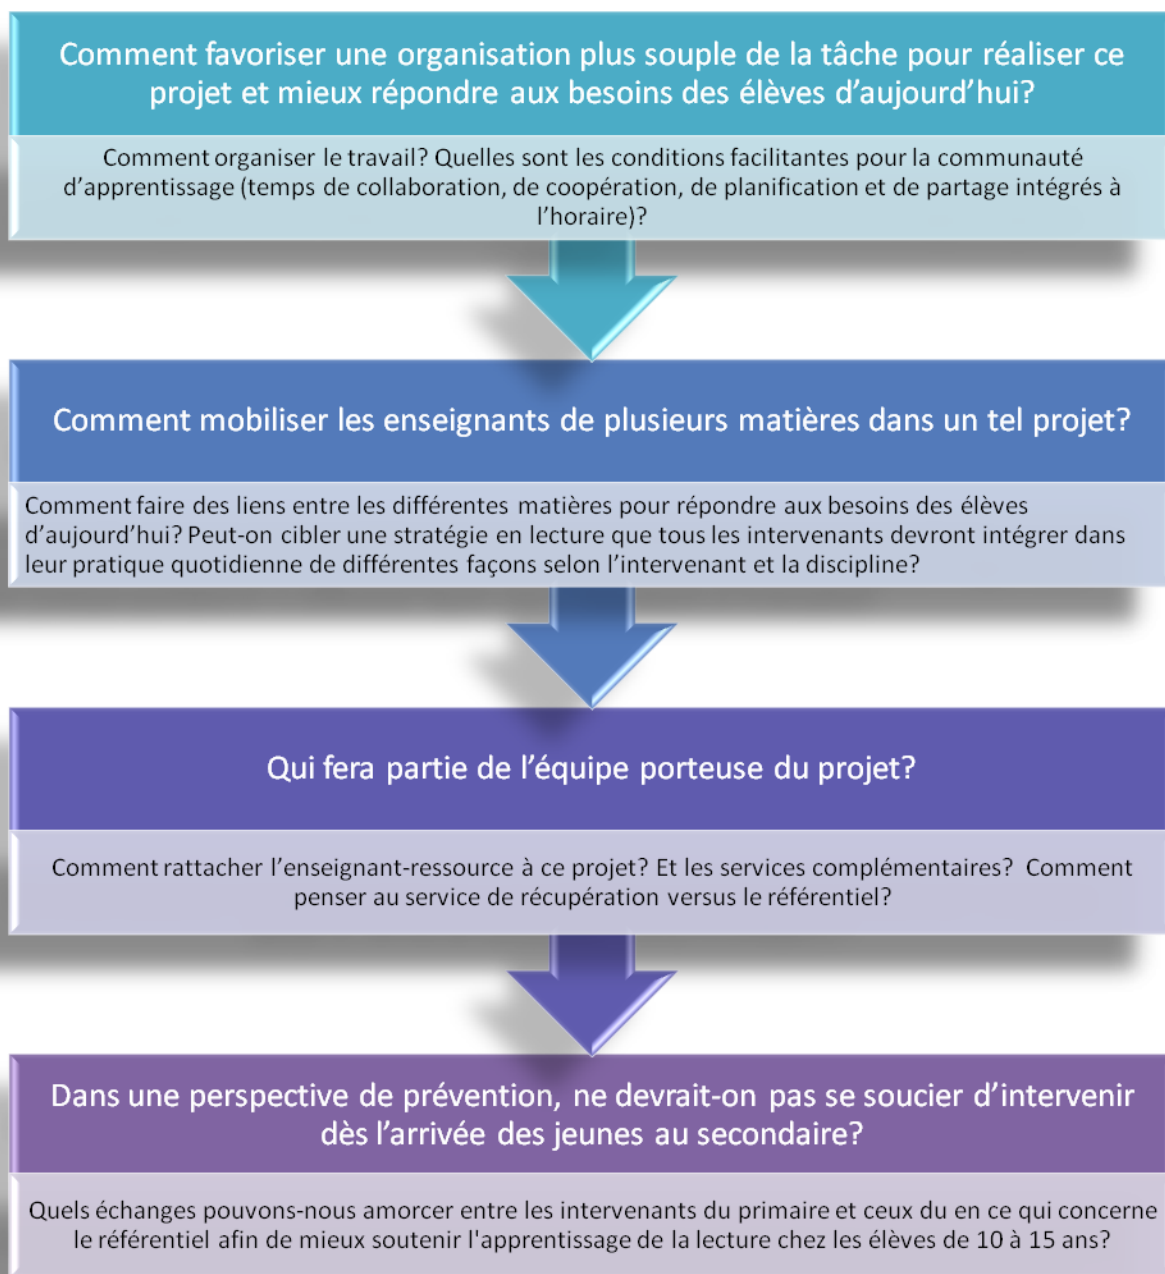 Comment favoriser une organisation plus souple de la tâche pour réaliser ce
projet et mieux répondre aux besoins des élèves d’aujourd’hui?
Comment organiser le travail? Quelles sont les conditions facilitantes pour la communauté
d’apprentissage (temps de collaboration, de coopération, de planification et de partage intégrés à
l’horaire)?
Comment mobiliser les enseignants de plusieurs matières dans un tel projet?
Comment faire des liens entre les différentes matières pour répondre aux besoins des élèves
d’aujourd’hui? Peut-on cibler une stratégie en lecture que tous les intervenants devront intégrer dans
leur pratique quotidienne de différentes façons selon l’intervenant et la discipline?
Qui fera partie de l’équipe porteuse du projet?
Comment rattacher l’enseignant-ressource à ce projet? Et les services complémentaires? Comment
penser au service de récupération versus le référentiel?
Dans une perspective de prévention, ne devrait-on pas se soucier d’intervenir
dès l’arrivée des jeunes au secondaire?
Quels échanges pouvons-nous amorcer entre les intervenants du primaire et ceux du en ce qui concerne
le référentiel afin de mieux soutenir l'apprentissage de la lecture chez les élèves de 10 à 15 ans?